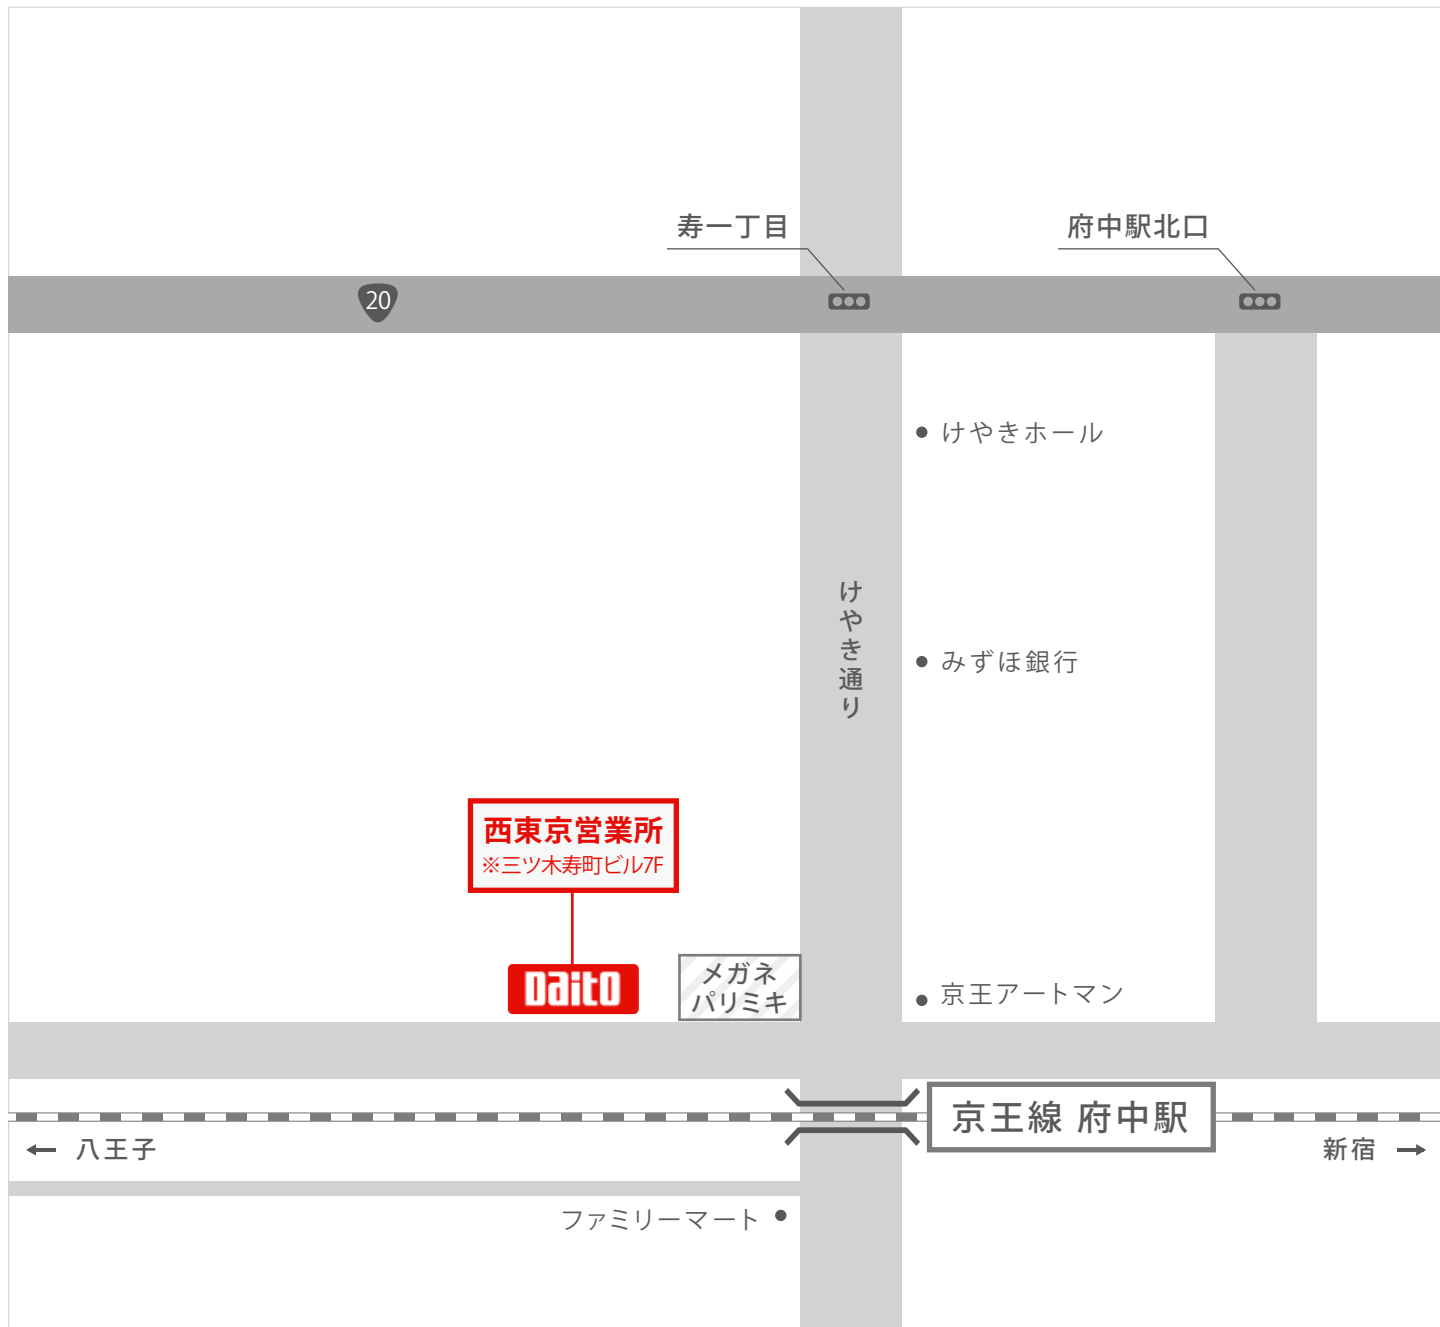 寿一丁目
府中駅北口
20
けやきホール
けやき通り
みずほ銀行
西東京営業所
※三ツ木寿町ビル7F
Daito
メガネ
パリミキ
京王アートマン
京王線 府中駅
← 八王子
新宿 →
ファミリーマート